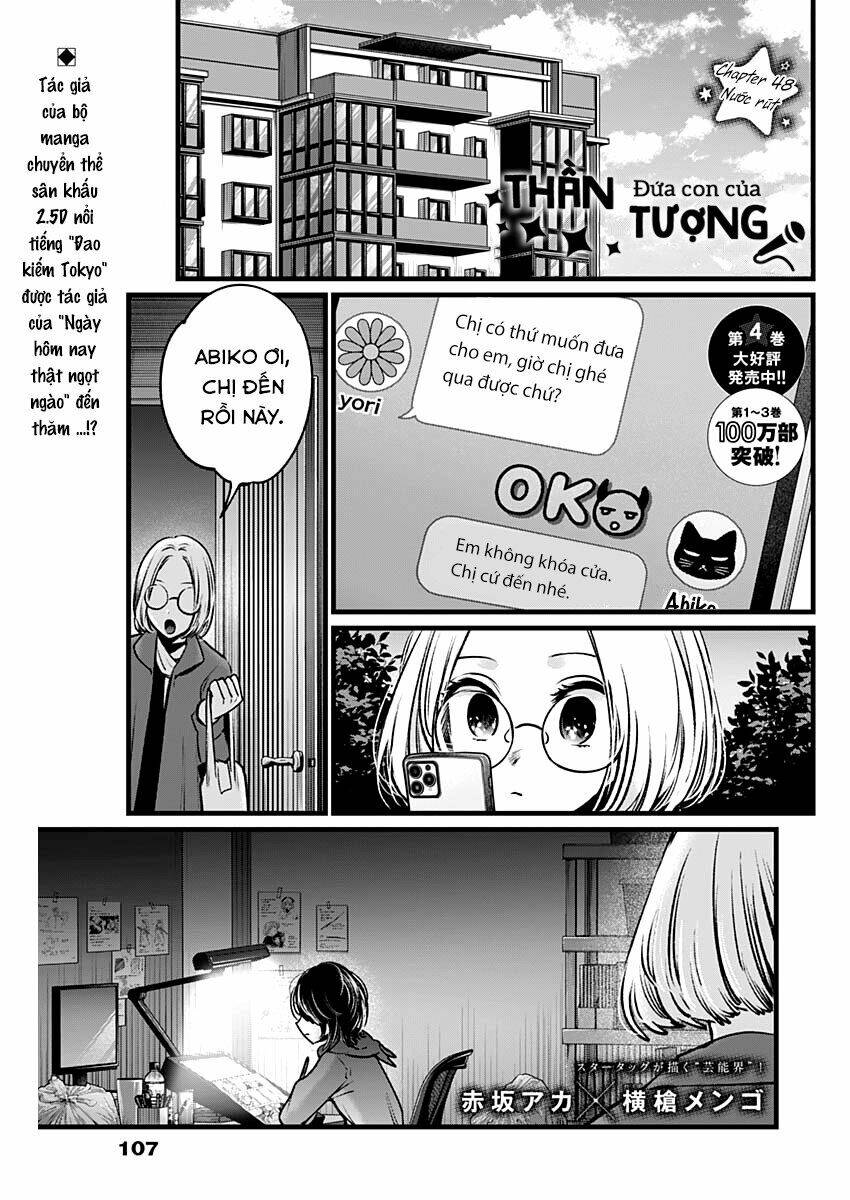 Chapter 48
Nước rút
THẦN
Đứa con của
TƯỢNG
Tác giả
của bộ
manga
chuyển thể
sân khấu
2.5D nổi
tiếng "Đao
kiếm Tokyo"
được tác giả
của "Ngày
hôm nay
thật ngọt
ngào" đến
thăm ...!?
Chị có thứ muốn đưa
cho em, giờ chị ghé
qua được chứ?
yori
第4巻
大好評
発売中!!
第1～3巻
100万部
突破!
OK
Em không khóa cửa.
Chị cứ đến nhé.
Abiko
ABIKO ƠI,
CHỊ ĐẾN
RỒI NÀY.
スタータッグが描く“芸能界”!
赤坂アカ×横槍メンゴ
107